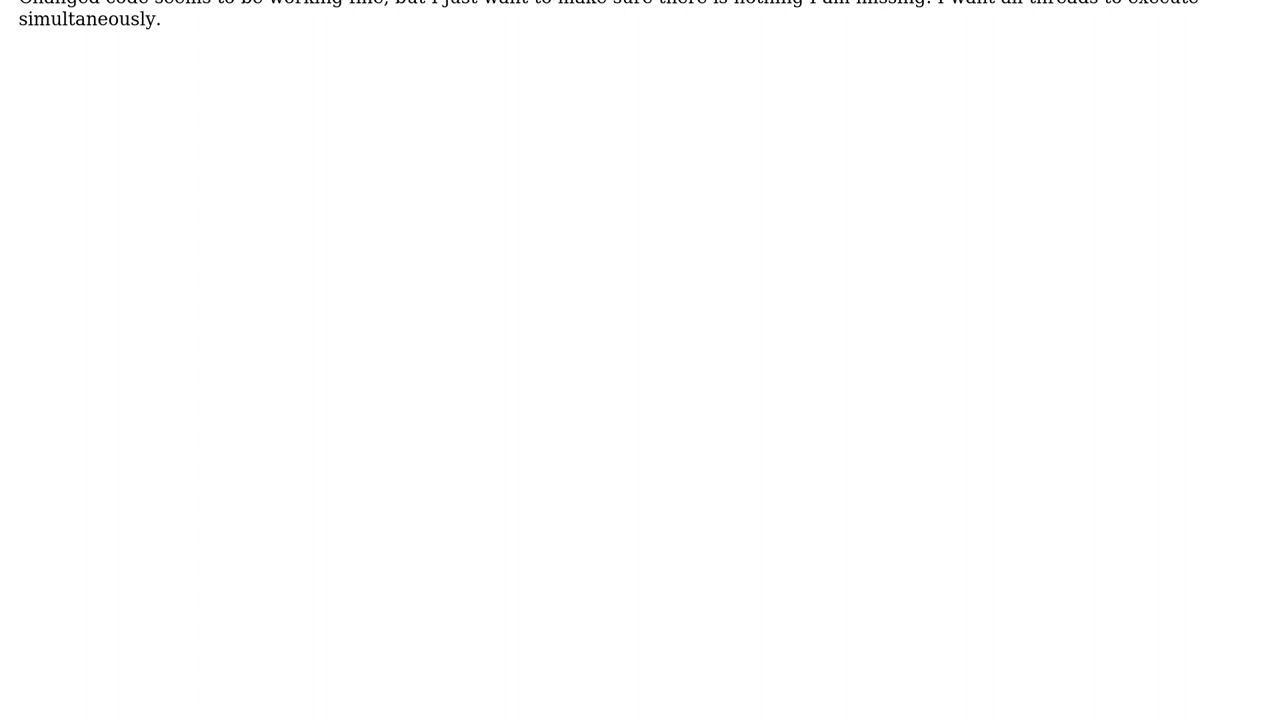 Changed code seems to be working fine, but I just want to make sure there is nothing I am missing. I want all threads to execute
simultaneously.